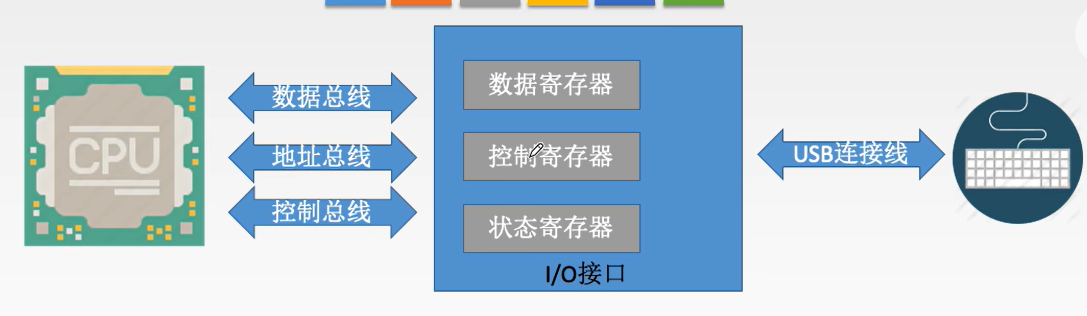 CPU
数据总线
地址总线
控制总线
数据寄存器
控制寄存器
状态寄存器
I/O接口
USB连接线